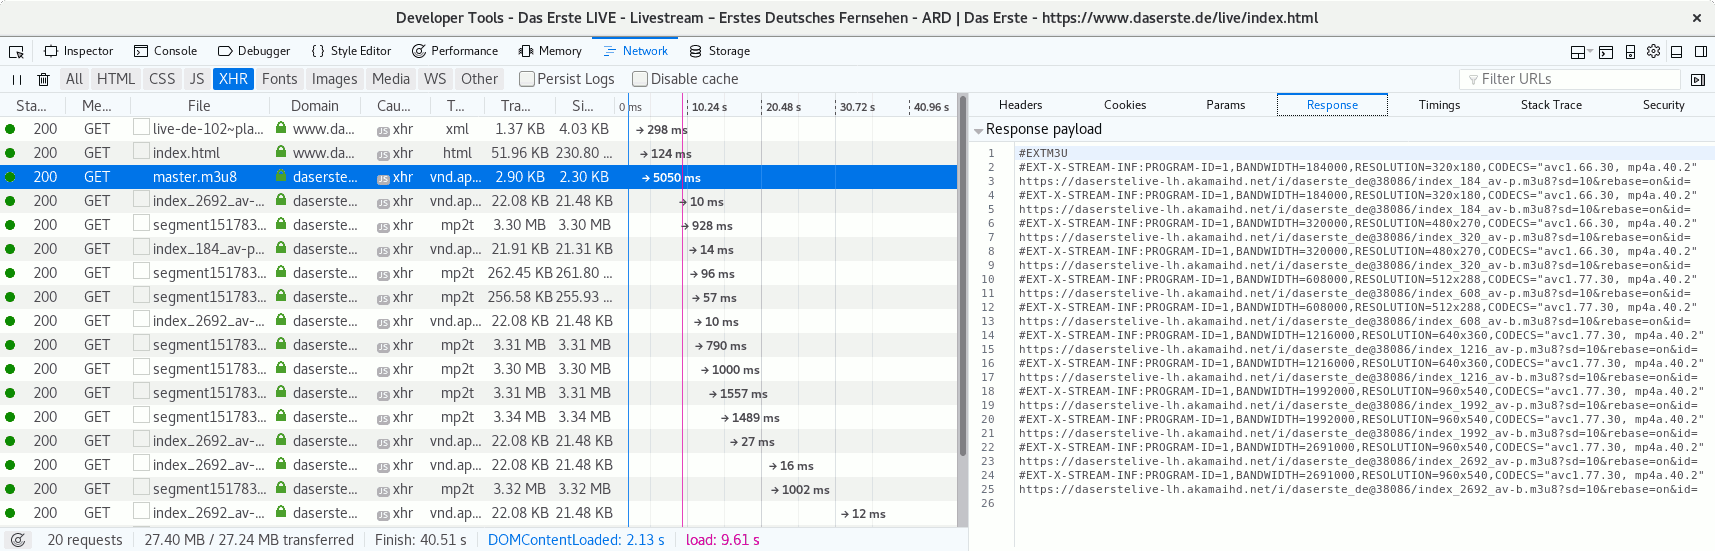 Developer Tools - Das Erste LIVE - Livestream – Erstes Deutsches Fernsehen - ARD | Das Erste - https://www.daserste.de/live/index.html
Inspector Console Debugger Style Editor Performance Memory Network Storage
All HTML CSS JS XHR Fonts Images Media WS Other Persist Logs Disable cache Filter URLs
Sta... Me... File Domain Cau... T... Tra... Si... 0 ms 10.24 s 20.48 s 30.72 s 40.96 s
200 GET live-de-102~pla... www.da... JS xhr xml 1.37 KB 4.03 KB → 298 ms
200 GET index.html www.da... JS xhr html 51.96 KB 230.80 ... → 124 ms
200 GET master.m3u8 daserste... JS xhr vnd.ap... 2.90 KB 2.30 KB → 5050 ms
200 GET index_2692_av-... daserste... JS xhr vnd.ap... 22.08 KB 21.48 KB → 10 ms
200 GET segment151783... daserste... JS xhr mp2t 3.30 MB 3.30 MB → 928 ms
200 GET index_184_av-p... daserste... JS xhr vnd.ap... 21.91 KB 21.31 KB → 14 ms
200 GET segment151783... daserste... JS xhr mp2t 262.45 KB 261.80 ... → 96 ms
200 GET segment151783... daserste... JS xhr mp2t 256.58 KB 255.93 ... → 57 ms
200 GET index_2692_av-... daserste... JS xhr vnd.ap... 22.08 KB 21.48 KB → 10 ms
200 GET segment151783... daserste... JS xhr mp2t 3.31 MB 3.31 MB → 790 ms
200 GET segment151783... daserste... JS xhr mp2t 3.30 MB 3.30 MB → 1000 ms
200 GET segment151783... daserste... JS xhr mp2t 3.31 MB 3.31 MB → 1557 ms
200 GET segment151783... daserste... JS xhr mp2t 3.34 MB 3.34 MB → 1489 ms
200 GET index_2692_av-... daserste... JS xhr vnd.ap... 22.08 KB 21.48 KB → 27 ms
200 GET index_2692_av-... daserste... JS xhr vnd.ap... 22.08 KB 21.48 KB → 16 ms
200 GET segment151783... daserste... JS xhr mp2t 3.32 MB 3.32 MB → 1002 ms
200 GET index_2692_av-... daserste... JS xhr vnd.ap... 22.08 KB 21.48 KB → 12 ms
20 requests 27.40 MB / 27.24 MB transferred Finish: 40.51 s DOMContentLoaded: 2.13 s load: 9.61 s
Headers Cookies Params Response Timings Stack Trace Security
Response payload
1 #EXTM3U
2 #EXT-X-STREAM-INF:PROGRAM-ID=1,BANDWIDTH=184000,RESOLUTION=320x180,CODECS="avc1.66.30, mp4a.40.2"
3 https://daserstelive-lh.akamaihd.net/i/daserste_de@38086/index_184_av-p.m3u8?sd=10&rebase=on&id=
4 #EXT-X-STREAM-INF:PROGRAM-ID=1,BANDWIDTH=184000,RESOLUTION=320x180,CODECS="avc1.66.30, mp4a.40.2"
5 https://daserstelive-lh.akamaihd.net/i/daserste_de@38086/index_184_av-b.m3u8?sd=10&rebase=on&id=
6 #EXT-X-STREAM-INF:PROGRAM-ID=1,BANDWIDTH=320000,RESOLUTION=480x270,CODECS="avc1.66.30, mp4a.40.2"
7 https://daserstelive-lh.akamaihd.net/i/daserste_de@38086/index_320_av-p.m3u8?sd=10&rebase=on&id=
8 #EXT-X-STREAM-INF:PROGRAM-ID=1,BANDWIDTH=320000,RESOLUTION=480x270,CODECS="avc1.66.30, mp4a.40.2"
9 https://daserstelive-lh.akamaihd.net/i/daserste_de@38086/index_320_av-b.m3u8?sd=10&rebase=on&id=
10 #EXT-X-STREAM-INF:PROGRAM-ID=1,BANDWIDTH=608000,RESOLUTION=512x288,CODECS="avc1.77.30, mp4a.40.2"
11 https://daserstelive-lh.akamaihd.net/i/daserste_de@38086/index_608_av-p.m3u8?sd=10&rebase=on&id=
12 #EXT-X-STREAM-INF:PROGRAM-ID=1,BANDWIDTH=608000,RESOLUTION=512x288,CODECS="avc1.77.30, mp4a.40.2"
13 https://daserstelive-lh.akamaihd.net/i/daserste_de@38086/index_608_av-b.m3u8?sd=10&rebase=on&id=
14 #EXT-X-STREAM-INF:PROGRAM-ID=1,BANDWIDTH=1216000,RESOLUTION=640x360,CODECS="avc1.77.30, mp4a.40.2"
15 https://daserstelive-lh.akamaihd.net/i/daserste_de@38086/index_1216_av-p.m3u8?sd=10&rebase=on&id=
16 #EXT-X-STREAM-INF:PROGRAM-ID=1,BANDWIDTH=1216000,RESOLUTION=640x360,CODECS="avc1.77.30, mp4a.40.2"
17 https://daserstelive-lh.akamaihd.net/i/daserste_de@38086/index_1216_av-b.m3u8?sd=10&rebase=on&id=
18 #EXT-X-STREAM-INF:PROGRAM-ID=1,BANDWIDTH=1992000,RESOLUTION=960x540,CODECS="avc1.77.30, mp4a.40.2"
19 https://daserstelive-lh.akamaihd.net/i/daserste_de@38086/index_1992_av-p.m3u8?sd=10&rebase=on&id=
20 #EXT-X-STREAM-INF:PROGRAM-ID=1,BANDWIDTH=1992000,RESOLUTION=960x540,CODECS="avc1.77.30, mp4a.40.2"
21 https://daserstelive-lh.akamaihd.net/i/daserste_de@38086/index_1992_av-b.m3u8?sd=10&rebase=on&id=
22 #EXT-X-STREAM-INF:PROGRAM-ID=1,BANDWIDTH=2691000,RESOLUTION=960x540,CODECS="avc1.77.30, mp4a.40.2"
23 https://daserstelive-lh.akamaihd.net/i/daserste_de@38086/index_2692_av-p.m3u8?sd=10&rebase=on&id=
24 #EXT-X-STREAM-INF:PROGRAM-ID=1,BANDWIDTH=2691000,RESOLUTION=960x540,CODECS="avc1.77.30, mp4a.40.2"
25 https://daserstelive-lh.akamaihd.net/i/daserste_de@38086/index_2692_av-b.m3u8?sd=10&rebase=on&id=
26